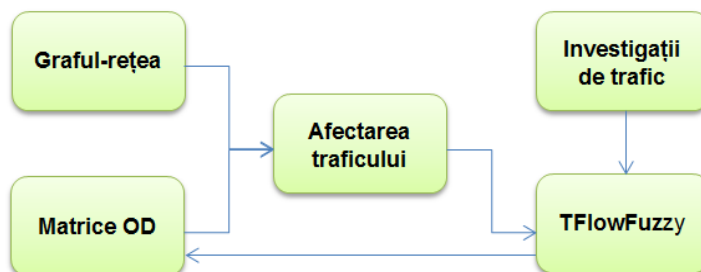 Graful-rețea
Investigații
de trafic
Afectarea
traficului
Matrice OD
TFlowFuzzy